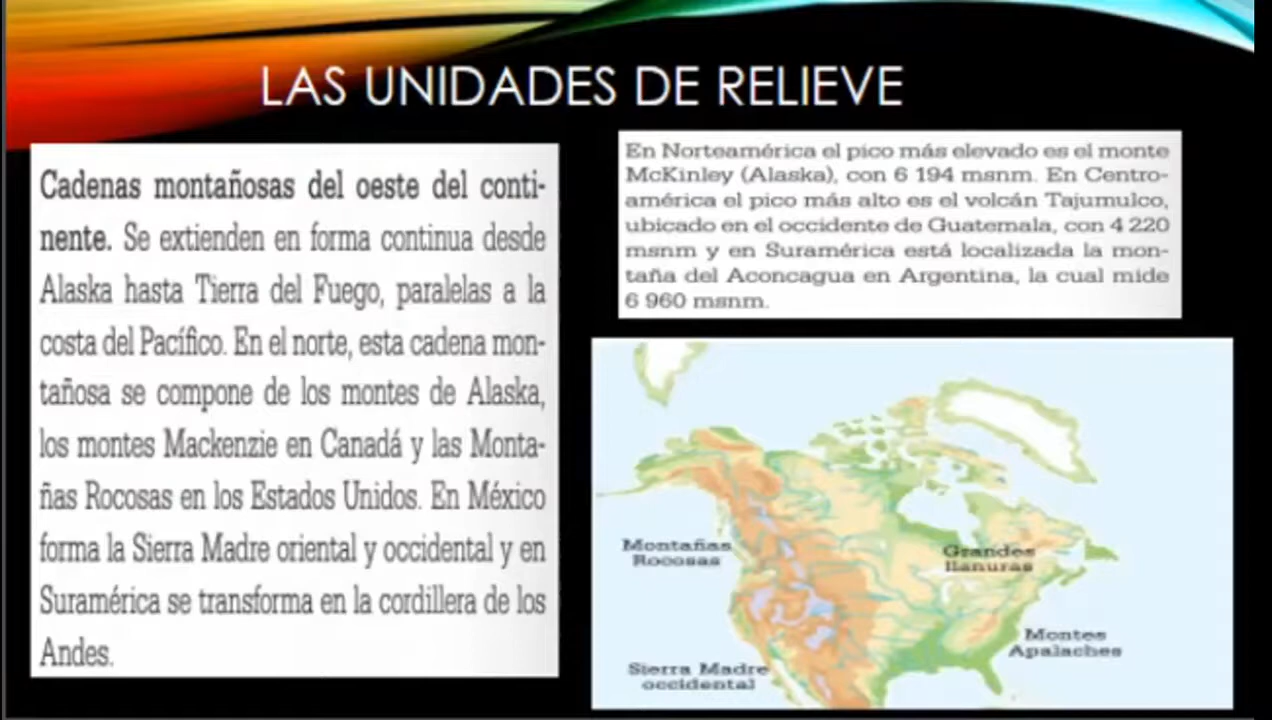 LAS UNIDADES DE RELIEVE
Cadenas montañosas del oeste del conti-
nente. Se extienden en forma continua desde
Alaska hasta Tierra del Fuego, paralelas a la
costa del Pacífico. En el norte, esta cadena mon-
tañosa se compone de los montes de Alaska,
los montes Mackenzie en Canadá y las Monta-
ñas Rocosas en los Estados Unidos. En México
forma la Sierra Madre oriental y occidental y en
Suramérica se transforma en la cordillera de los
Andes.
En Norteamérica el pico más elevado es el monte
McKinley (Alaska), con 6 194 msnm. En Centro-
américa el pico más alto es el volcán Tajumulco,
ubicado en el occidente de Guatemala, con 4 220
msnm y en Suramérica está localizada la mon-
taña del Aconcagua en Argentina, la cual mide
6 960 msnm.
Montañas
Rocosas
Grandes
llanuras
Montes
Apalaches
Sierra Madre
occidental